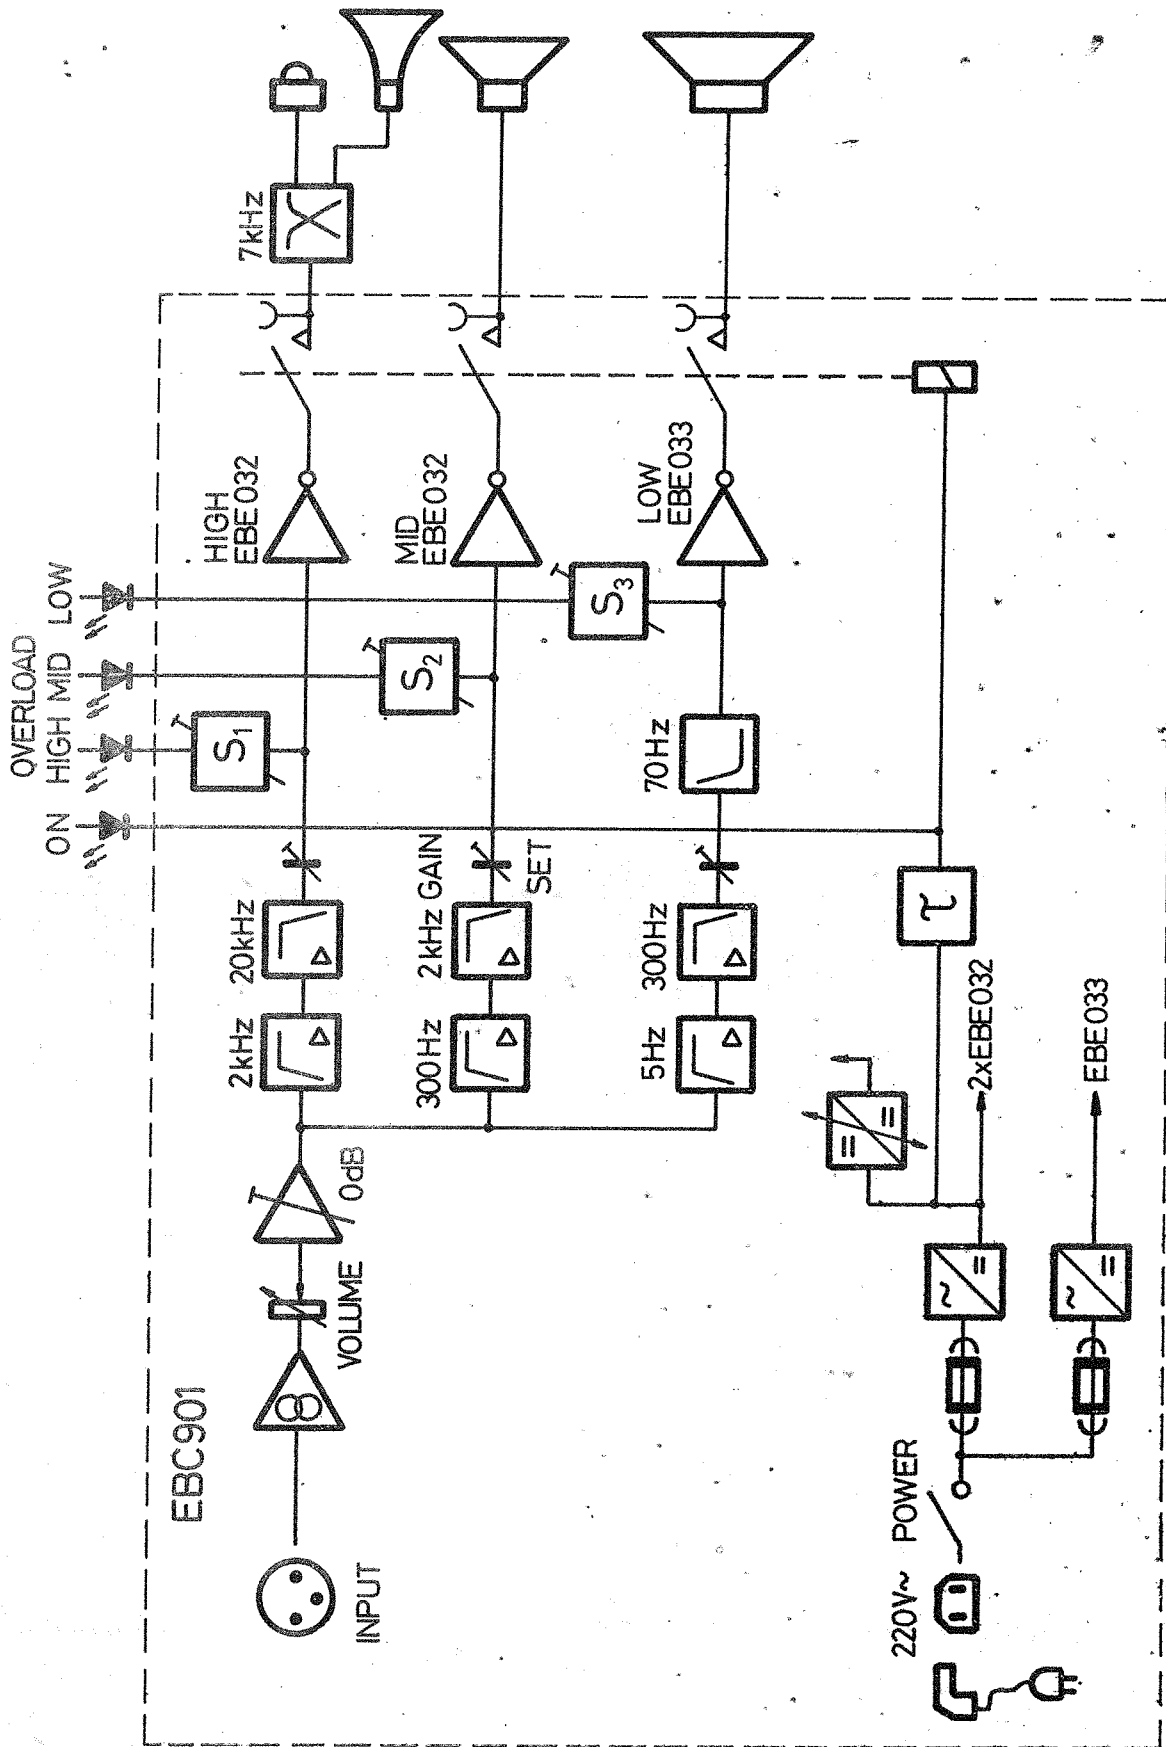 EBC901
INPUT
VOLUME
0dB
2kHz
20kHz
300Hz
2kHz
GAIN
SET
5Hz
300Hz
70Hz
ON
OVERLOAD
HIGH
MID
LOW
S1
S2
S3
HIGH
EBE032
MID
EBE032
LOW
EBE033
7kHz
220V~
POWER
~
=
~
=
=
=
τ
2xEBE032
EBE033